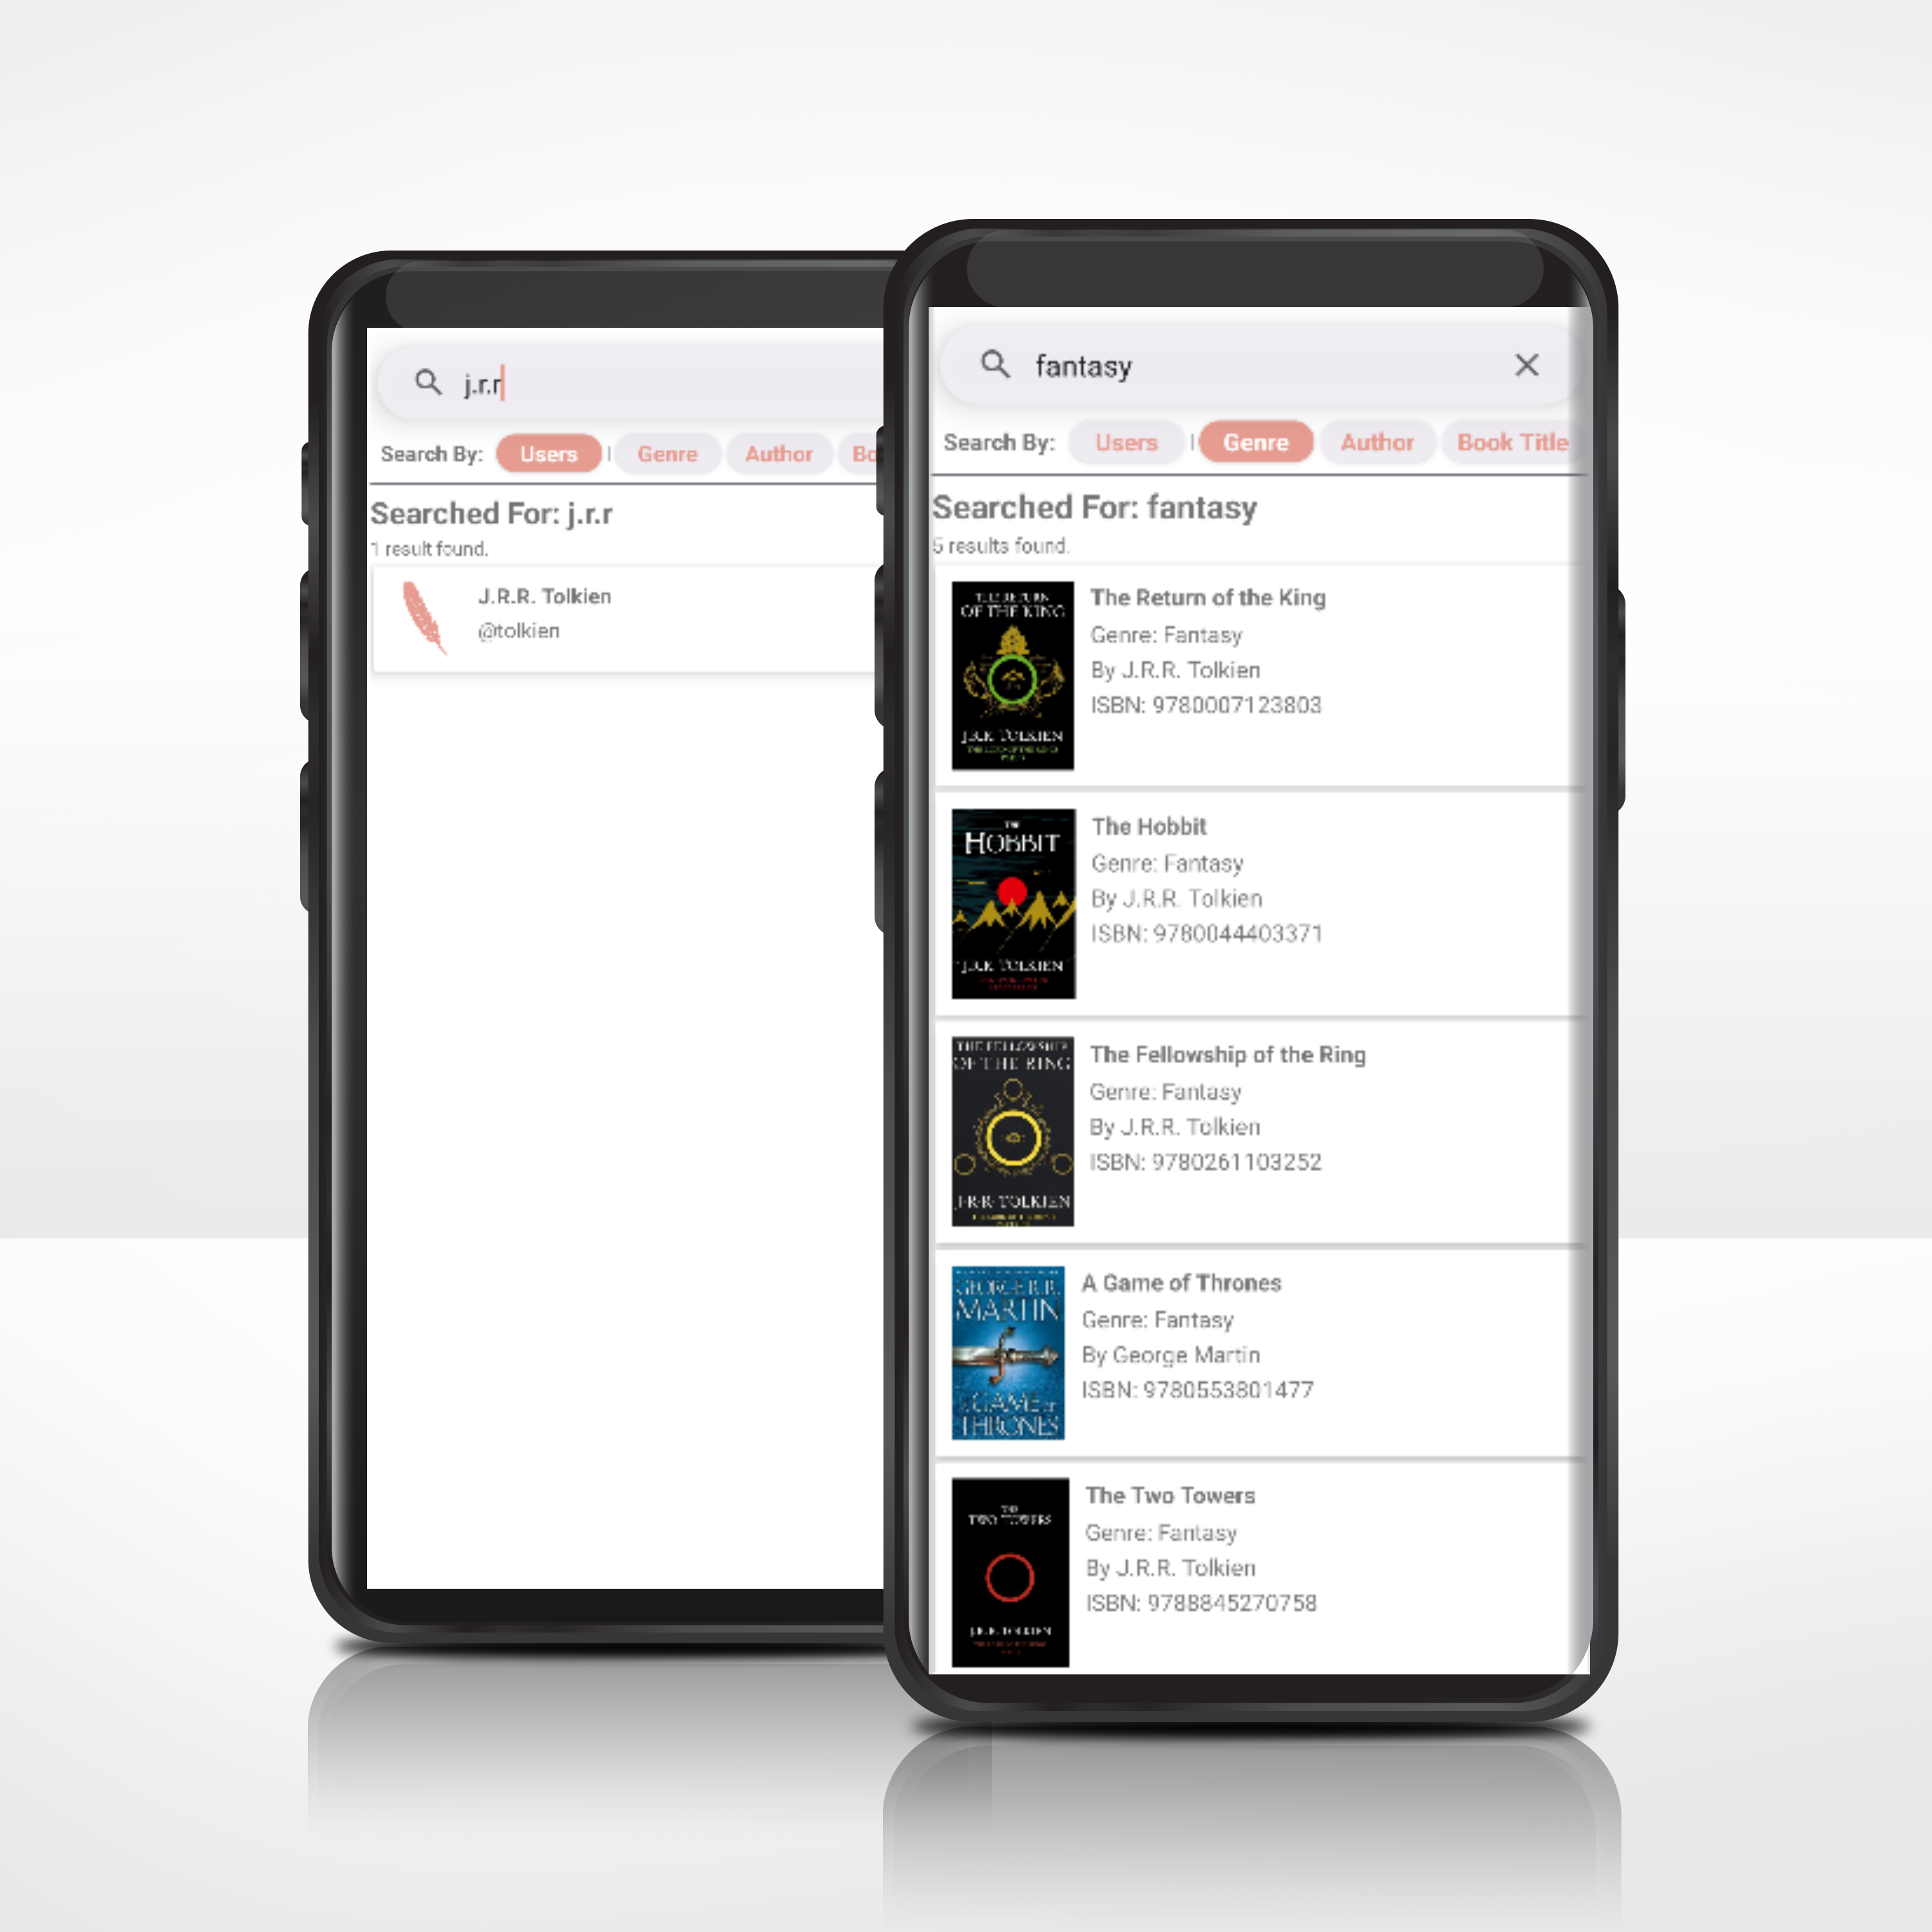 j.r.r
Search By: Users | Genre Author Bo
Searched For: j.r.r
1 result found.
J.R.R. Tolkien
@tolkien
fantasy
Search By: Users | Genre Author Book Title
Searched For: fantasy
5 results found.
THE RETURN
OF THE KING
J.R.R. TOLKIEN
The Return of the King
Genre: Fantasy
By J.R.R. Tolkien
ISBN: 9780007123803
THE
HOBBIT
J.R.R. TOLKIEN
The Hobbit
Genre: Fantasy
By J.R.R. Tolkien
ISBN: 9780044403371
THE FELLOWSHIP
OF THE RING
J.R.R. TOLKIEN
The Fellowship of the Ring
Genre: Fantasy
By J.R.R. Tolkien
ISBN: 9780261103252
GEORGE R.R.
MARTIN
A GAME OF
THRONES
A Game of Thrones
Genre: Fantasy
By George Martin
ISBN: 9780553801477
THE
TWO TOWERS
J.R.R. TOLKIEN
The Two Towers
Genre: Fantasy
By J.R.R. Tolkien
ISBN: 9788845270758